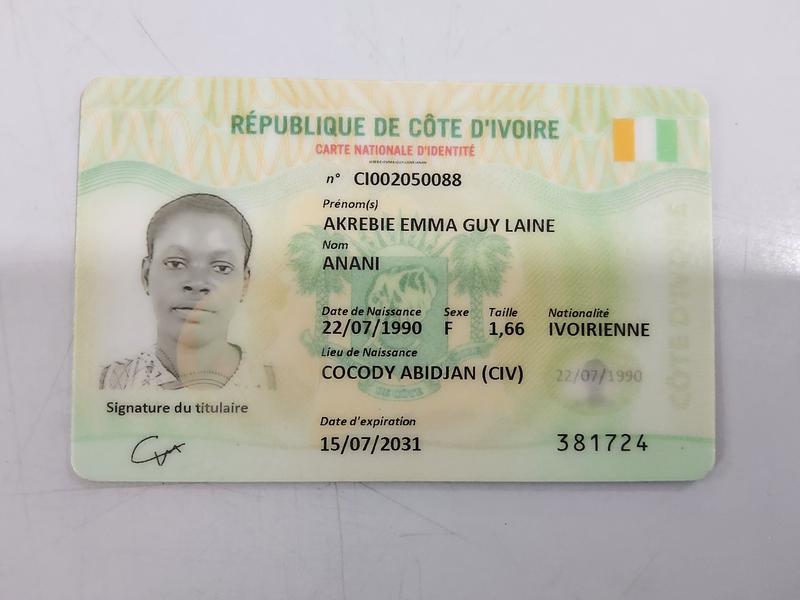 RÉPUBLIQUE DE CÔTE D'IVOIRE
CARTE NATIONALE D'IDENTITÉ
n° CI002050088
Prénom(s)
AKREBIE EMMA GUY LAINE
Nom
ANANI
Date de Naissance Sexe Taille Nationalité
22/07/1990 F 1,66 IVOIRIENNE
Lieu de Naissance
COCODY ABIDJAN (CIV)
22/07/1990
Signature du titulaire
Date d'expiration
15/07/2031
381724